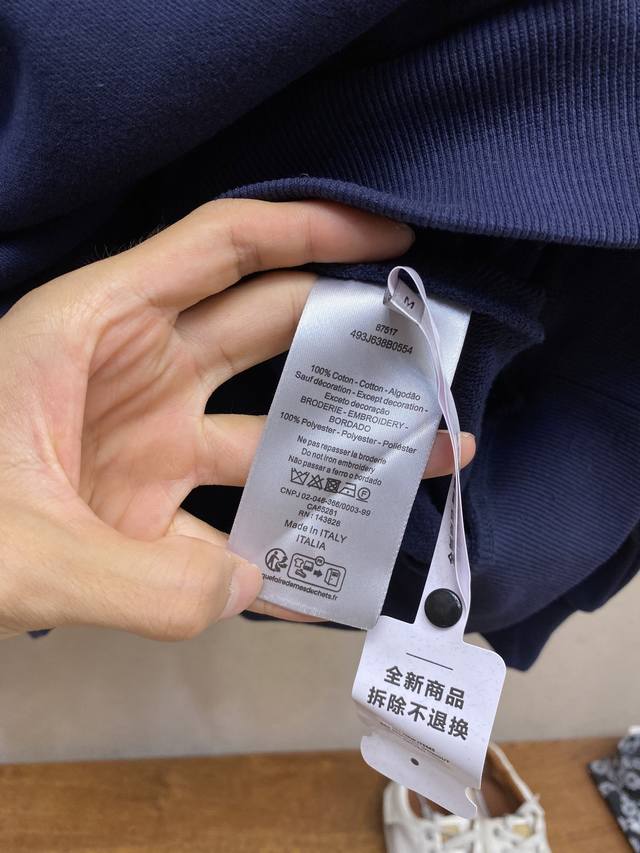 M
87517
493J638B0554
100% Coton - Cotton - Algodão
Sauf décoration - Except decoration -
Exceto decoração
BRODERIE - EMBROIDERY -
BORDADO
100% Polyester - Polyester - Poliéster
Ne pas repasser la broderie
Do not iron embroidery
Não passar a ferro o bordado
P
CNPJ 02-046-366/0003-99
CA65281
RN : 143828
Made in ITALY
ITALIA
quefairedemesdechets.fr
全新商品
拆除不退换